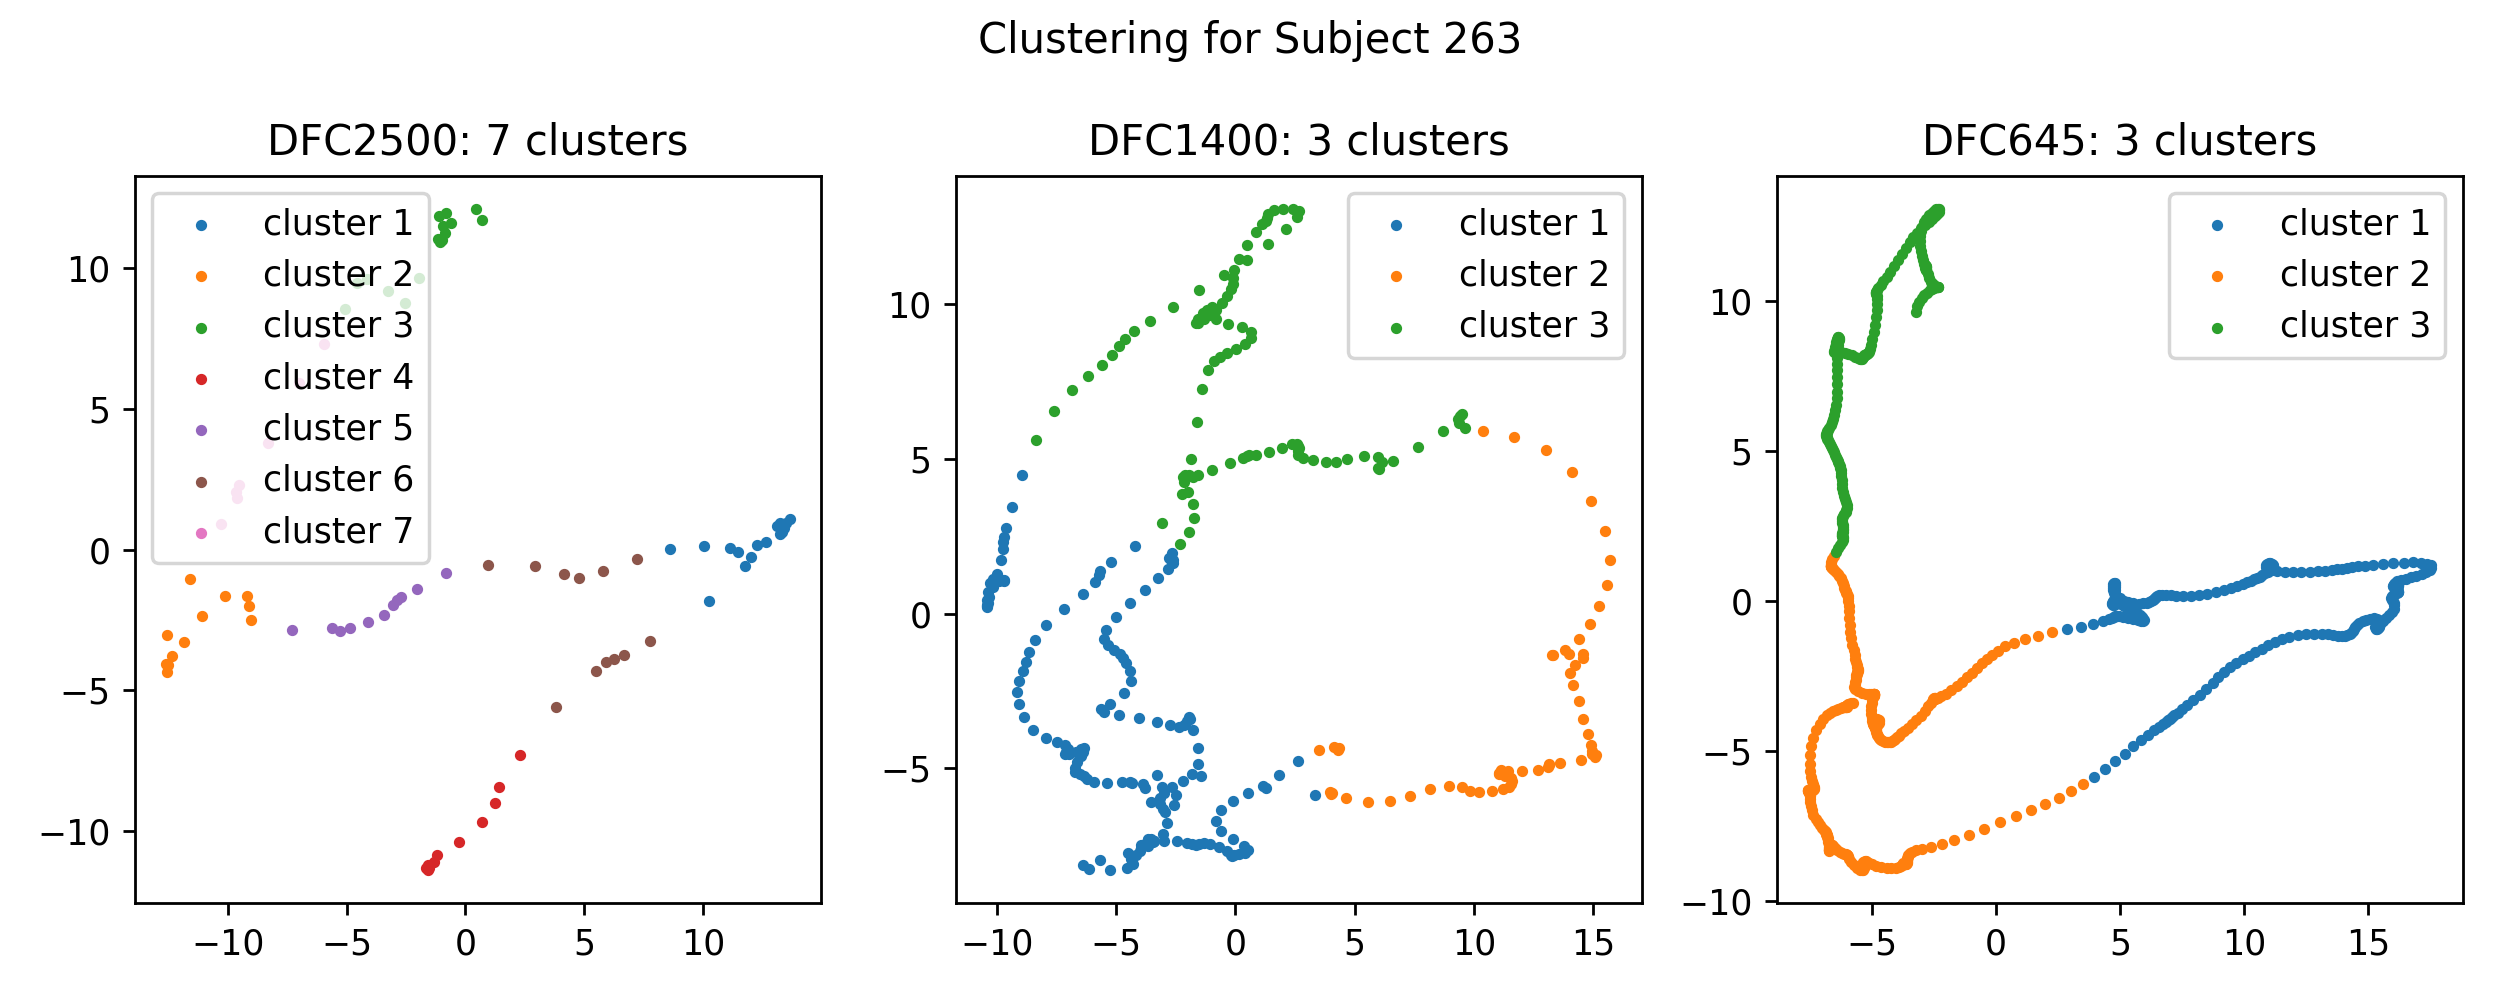 Clustering for Subject 263
DFC2500: 7 clusters
10
5
0
−5
−10
−10
−5
0
5
10
cluster 1
cluster 2
cluster 3
cluster 4
cluster 5
cluster 6
cluster 7
DFC1400: 3 clusters
10
5
0
−5
−10
−5
0
5
10
15
cluster 1
cluster 2
cluster 3
DFC645: 3 clusters
10
5
0
−5
−10
−5
0
5
10
15
cluster 1
cluster 2
cluster 3